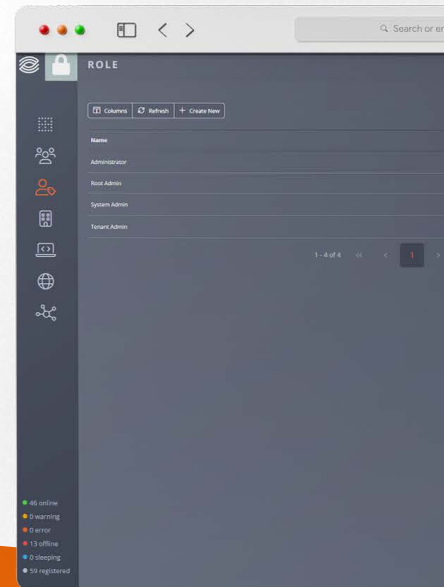 Search or er
ROLE
Columns Refresh + Create New
Name
Administrator
Root Admin
System Admin
Tenant Admin
1 - 4 of 4 << < 1 >
46 online
0 warning
0 error
13 offline
0 sleeping
59 registered